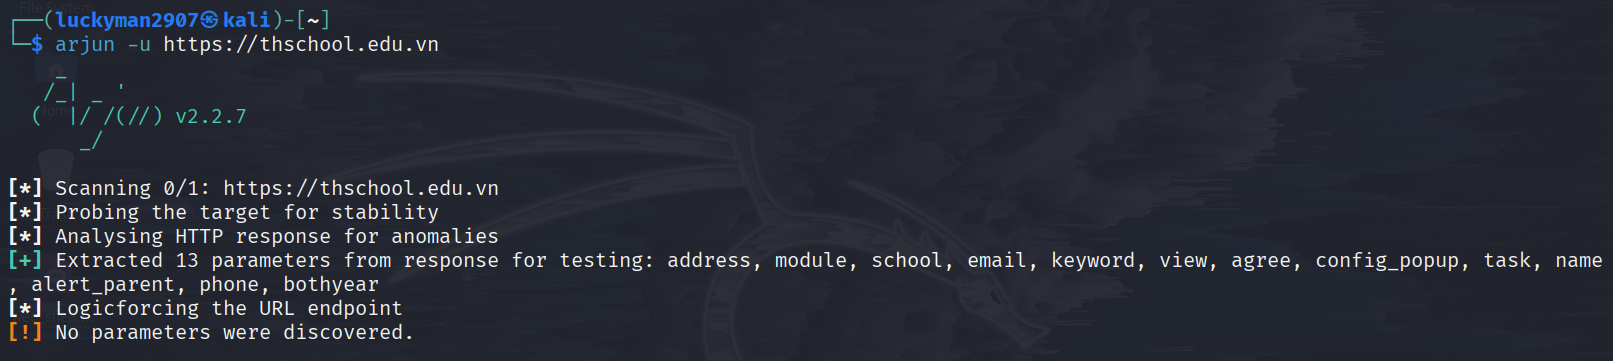 ┌──(luckyman2907㉿kali)-[~]
└─$ arjun -u https://thschool.edu.vn
    _
   /_| _ '
  (  |/ /(//) v2.2.7
      _/
[*] Scanning 0/1: https://thschool.edu.vn
[*] Probing the target for stability
[*] Analysing HTTP response for anomalies
[+] Extracted 13 parameters from response for testing: address, module, school, email, keyword, view, agree, config_popup, task, name
, alert_parent, phone, bothyear
[*] Logicforcing the URL endpoint
[!] No parameters were discovered.